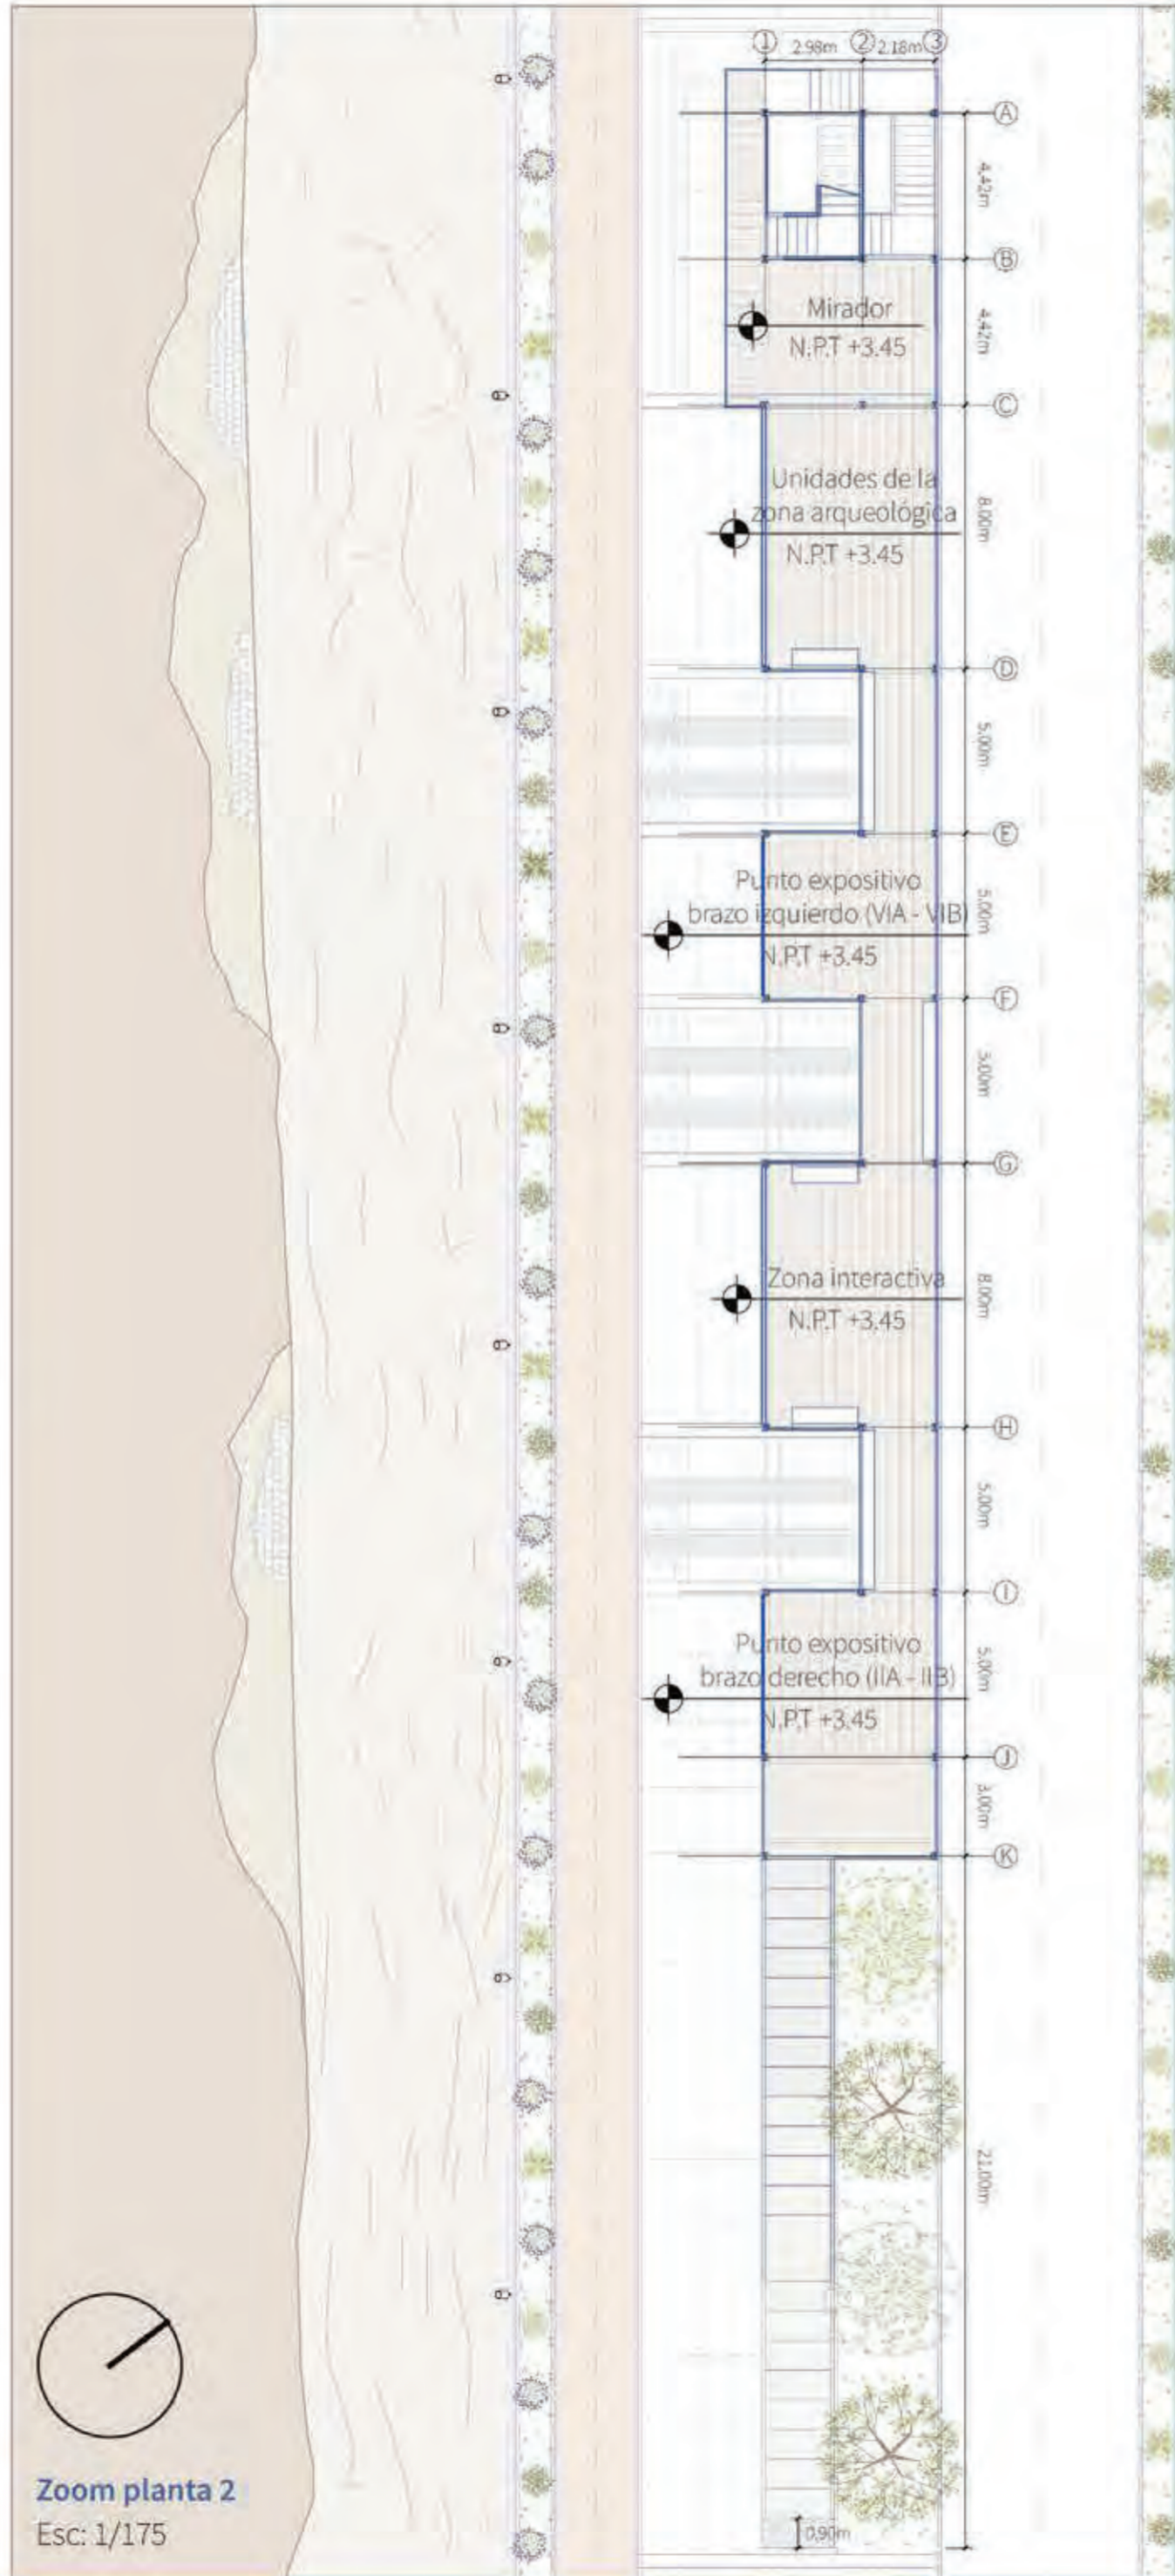 1 2.98m 2 2.18m 3
A
4.42m
B
4.42m
Mirador
N.P.T +3.45
C
Unidades de la
zona arqueológica
N.P.T +3.45
8.00m
D
5.00m
E
Punto expositivo
brazo izquierdo (VIA - VIB)
N.P.T +3.45
5.00m
F
5.00m
G
Zona interactiva
N.P.T +3.45
8.00m
H
5.00m
I
Punto expositivo
brazo derecho (IIA - IIB)
N.P.T +3.45
5.00m
J
3.00m
K
21.00m
0.90m
Zoom planta 2
Esc: 1/175